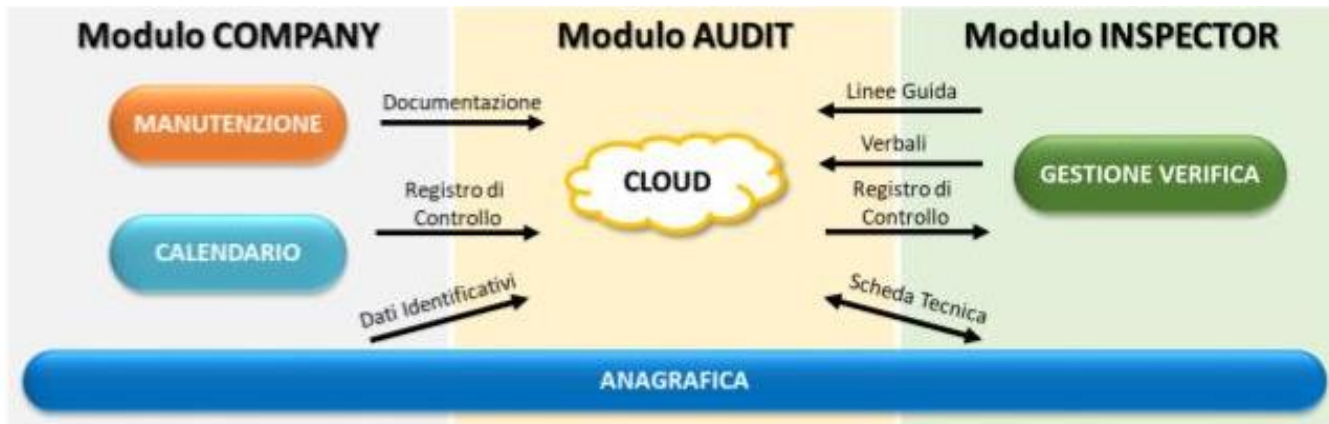 Modulo COMPANY
Modulo AUDIT
Modulo INSPECTOR
MANUTENZIONE
Documentazione
CALENDARIO
Registro di
Controllo
Dati Identificativi
CLOUD
Linee Guida
Verbali
Registro di
Controllo
Scheda Tecnica
GESTIONE VERIFICA
ANAGRAFICA